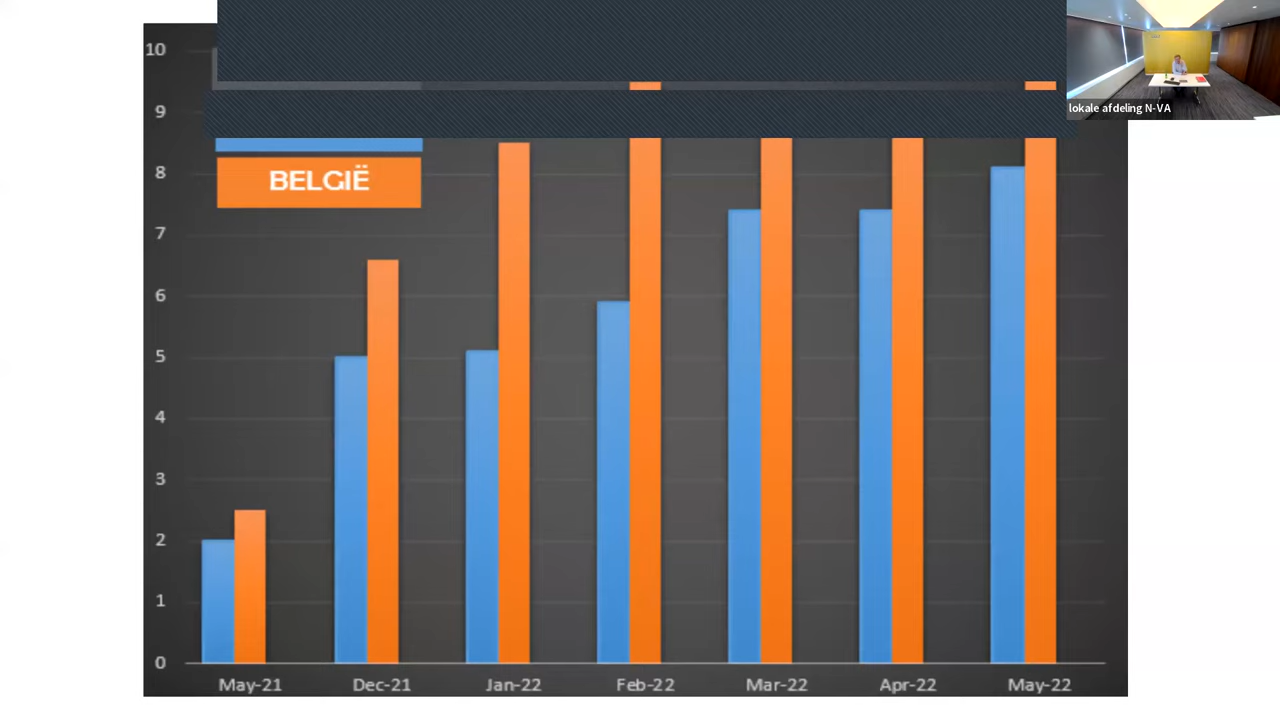 10
9
8
7
6
5
4
3
2
1
0
BELGIË
May-21
Dec-21
Jan-22
Feb-22
Mar-22
Apr-22
May-22
lokale afdeling N-VA